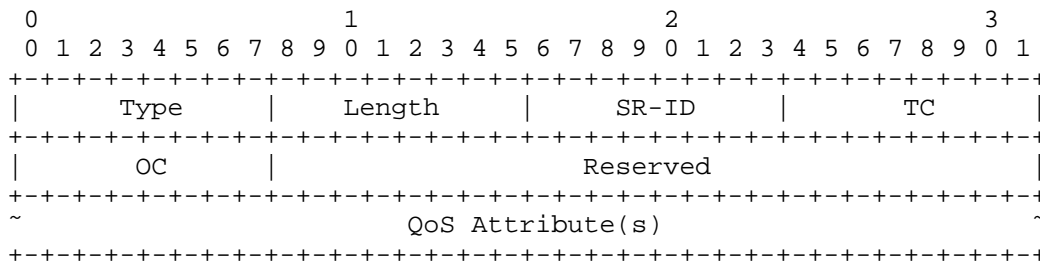 0                   1                   2                   3
 0 1 2 3 4 5 6 7 8 9 0 1 2 3 4 5 6 7 8 9 0 1 2 3 4 5 6 7 8 9 0 1
+-+-+-+-+-+-+-+-+-+-+-+-+-+-+-+-+-+-+-+-+-+-+-+-+-+-+-+-+-+-+-+-+
|      Type     |    Length     |     SR-ID     |       TC      |
+-+-+-+-+-+-+-+-+-+-+-+-+-+-+-+-+-+-+-+-+-+-+-+-+-+-+-+-+-+-+-+-+
|       OC      |                   Reserved                    |
+-+-+-+-+-+-+-+-+-+-+-+-+-+-+-+-+-+-+-+-+-+-+-+-+-+-+-+-+-+-+-+-+
~                        QoS Attribute(s)                       ~
+-+-+-+-+-+-+-+-+-+-+-+-+-+-+-+-+-+-+-+-+-+-+-+-+-+-+-+-+-+-+-+-+